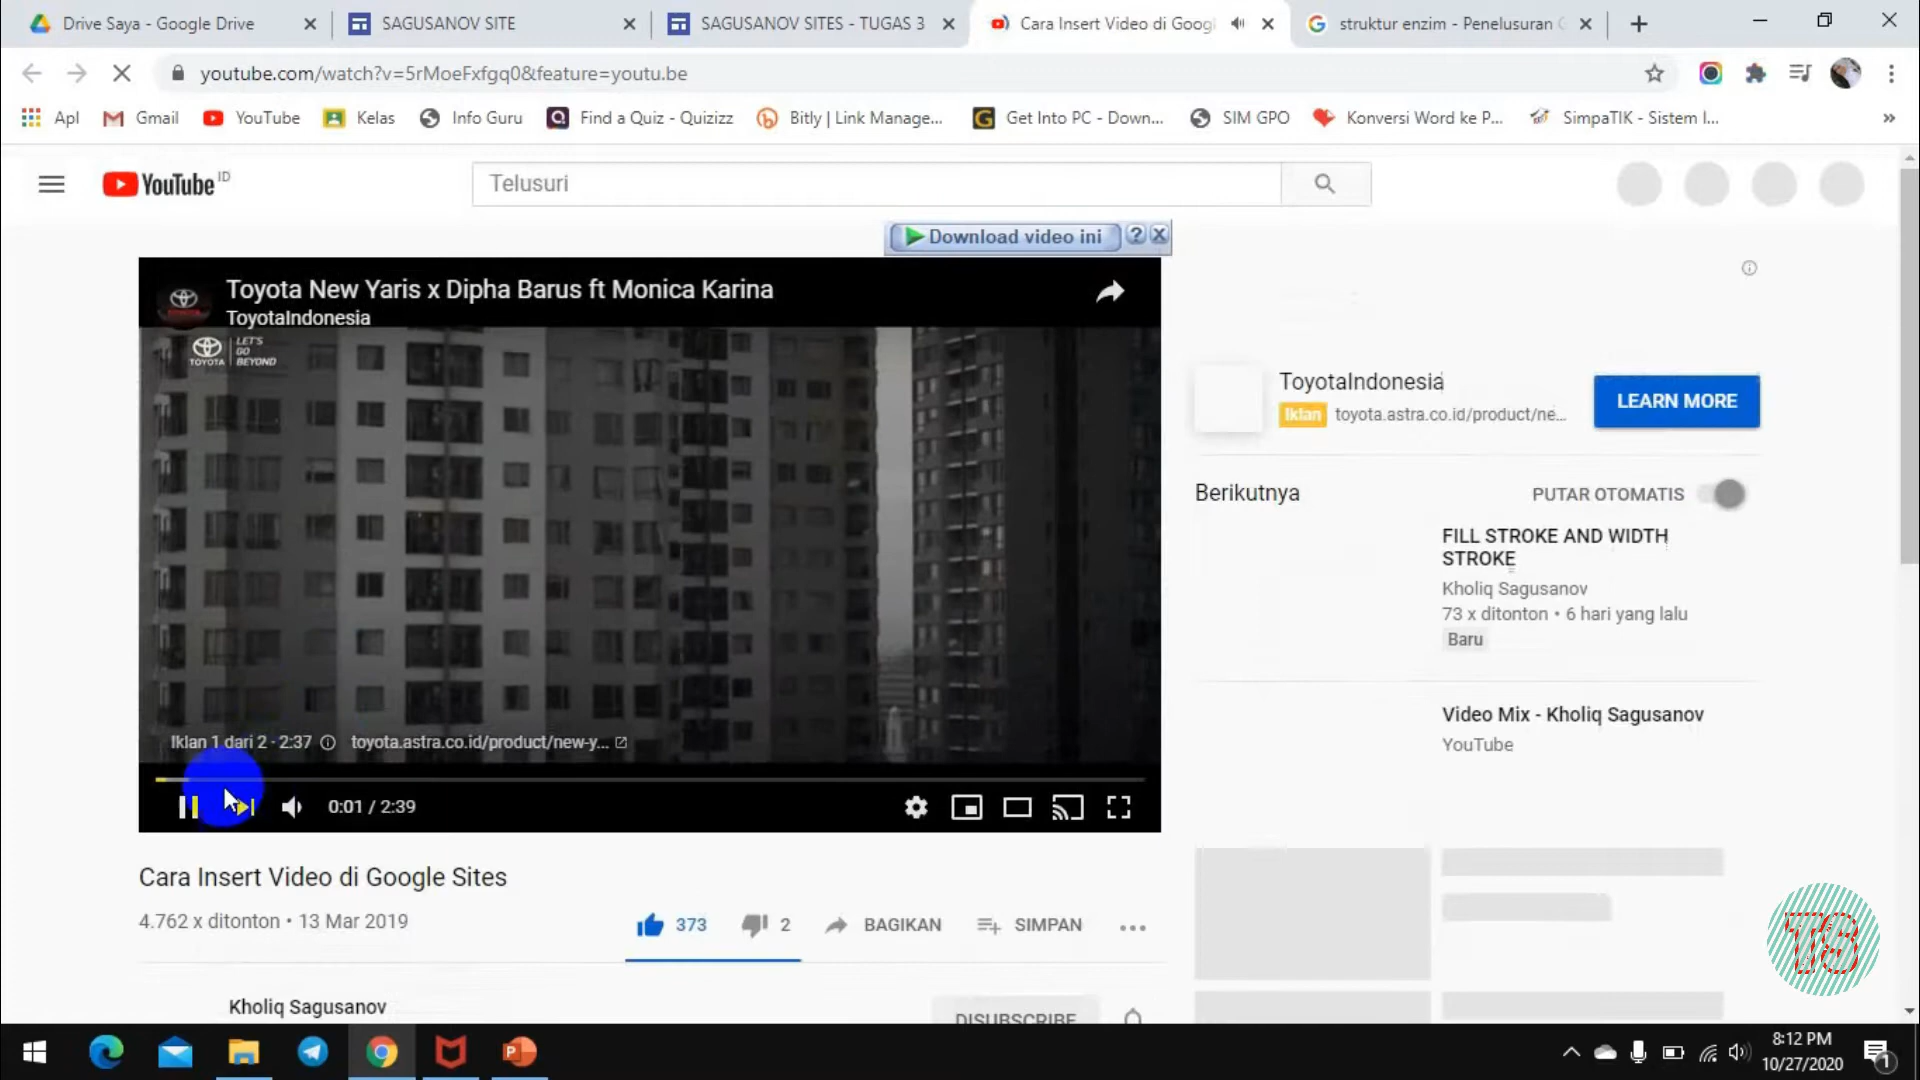 Drive Saya - Google Drive
SAGUSANOV SITE
SAGUSANOV SITES - TUGAS 3
Cara Insert Video di Googl
struktur enzim - Penelusuran G
youtube.com/watch?v=5rMoeFxfgq0&feature=youtu.be
Apl
Gmail
YouTube
Kelas
Info Guru
Find a Quiz - Quizizz
Bitly | Link Manage...
Get Into PC - Down...
SIM GPO
Konversi Word ke P...
SimpaTIK - Sistem I...
YouTube ID
Telusuri
Download video ini
Toyota New Yaris x Dipha Barus ft Monica Karina
ToyotaIndonesia
TOYOTA
LET'S
GO
BEYOND
Iklan 1 dari 2 · 2:37
toyota.astra.co.id/product/new-y...
0:01 / 2:39
ToyotaIndonesia
Iklan toyota.astra.co.id/product/ne...
LEARN MORE
Berikutnya
PUTAR OTOMATIS
FILL STROKE AND WIDTH
STROKE
Kholiq Sagusanov
73 x ditonton • 6 hari yang lalu
Baru
Video Mix - Kholiq Sagusanov
YouTube
Cara Insert Video di Google Sites
4.762 x ditonton • 13 Mar 2019
373
2
BAGIKAN
SIMPAN
Kholiq Sagusanov
DISUBSCRIBE
8:12 PM
10/27/2020
1